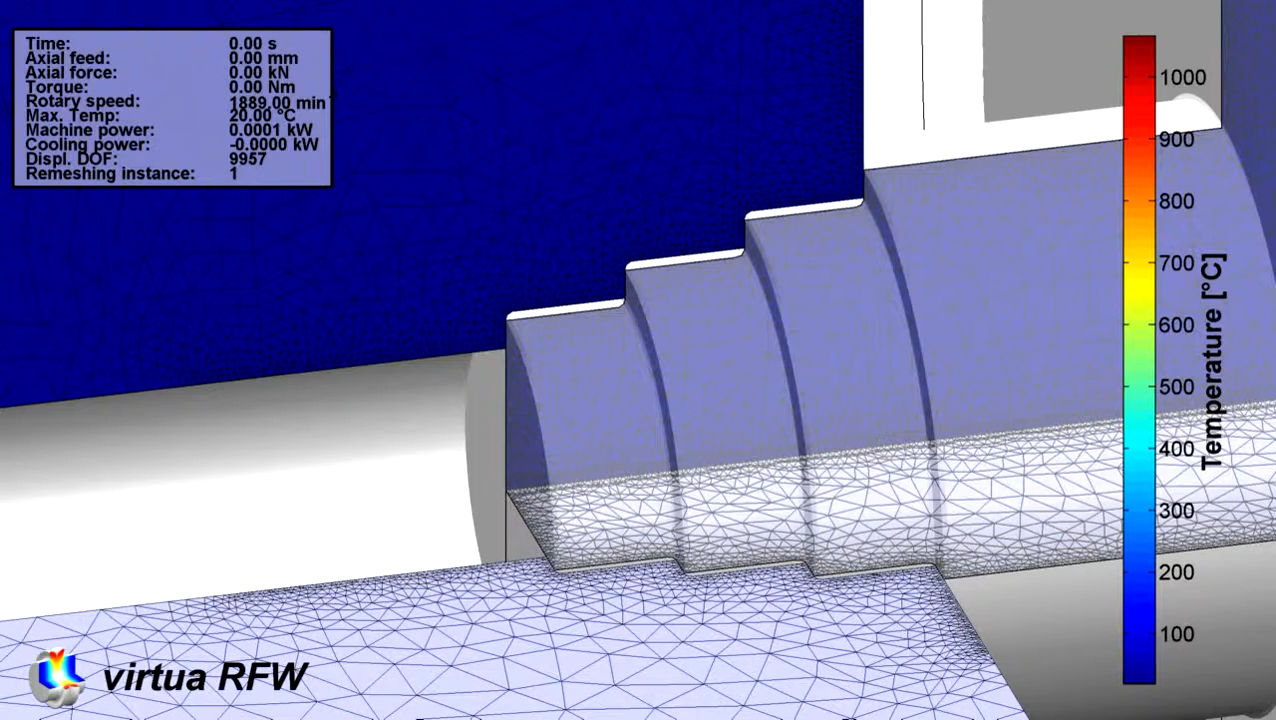 Time: 0.00 s
Axial feed: 0.00 mm
Axial force: 0.00 kN
Torque: 0.00 Nm
Rotary speed: 1889.00 min
Max. Temp: 20.00 °C
Machine power: 0.0001 kW
Cooling power: -0.0000 kW
Displ. DOF: 9957
Remeshing instance: 1
1000
900
800
700
600
500
400
300
200
100
Temperature [°C]
virtua RFW